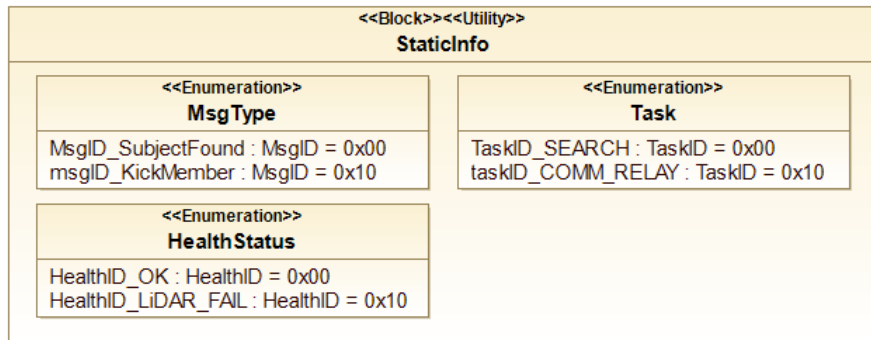 <<Block>><<Utility>>
StaticInfo
<<Enumeration>>
MsgType
MsgID_SubjectFound : MsgID = 0x00
msgID_KickMember : MsgID = 0x10
<<Enumeration>>
Task
TaskID_SEARCH : TaskID = 0x00
taskID_COMM_RELAY : TaskID = 0x10
<<Enumeration>>
HealthStatus
HealthID_OK : HealthID = 0x00
HealthID_LiDAR_FAIL : HealthID = 0x10